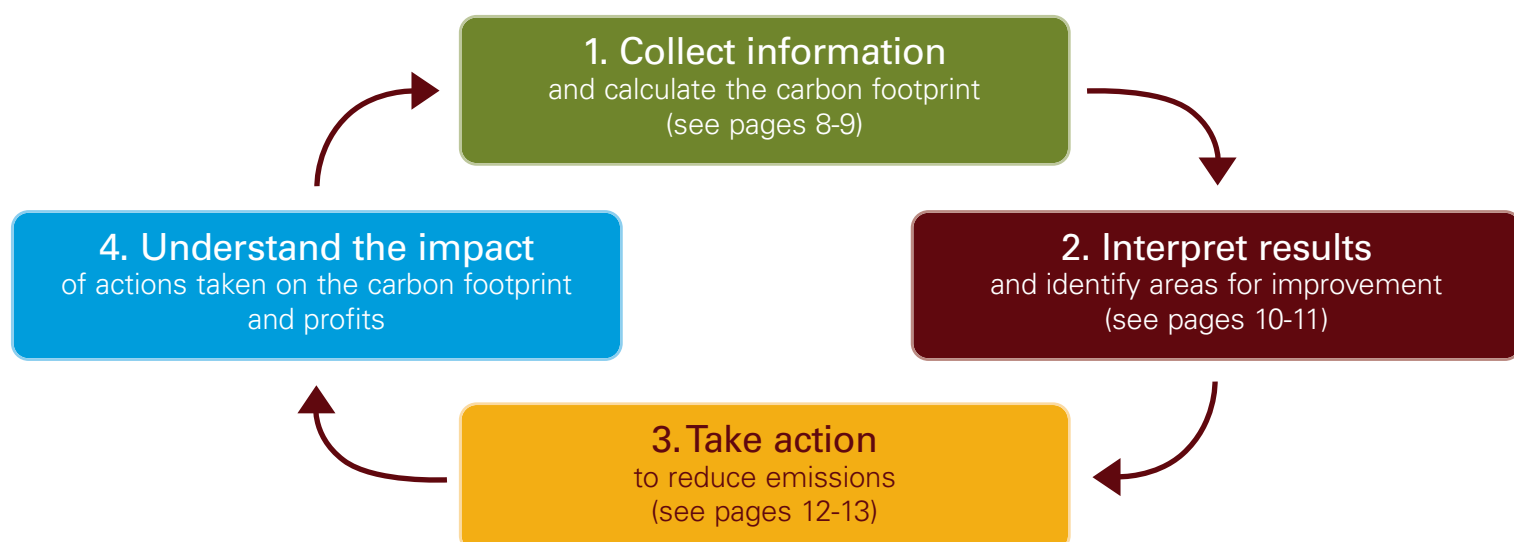 1. Collect information
and calculate the carbon footprint
(see pages 8-9)
2. Interpret results
and identify areas for improvement
(see pages 10-11)
3. Take action
to reduce emissions
(see pages 12-13)
4. Understand the impact
of actions taken on the carbon footprint
and profits